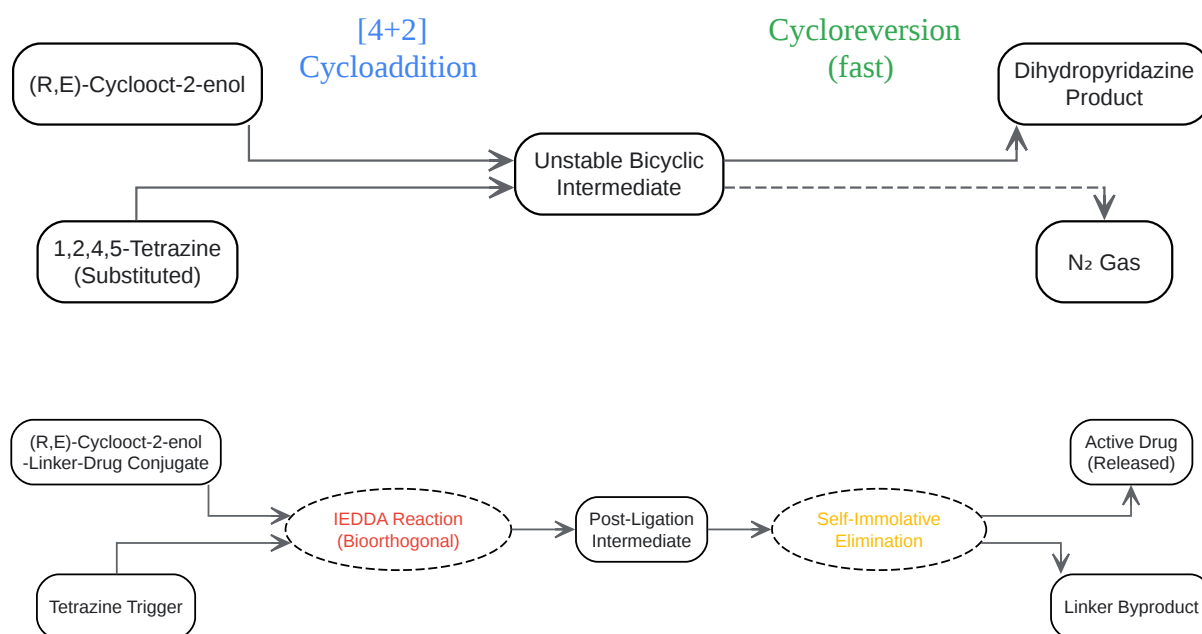 [4+2]
Cycloaddition
Cycloreversion
(fast)
(R,E)-Cyclooct-2-enol
Dihydropyridazine
Product
Unstable Bicyclic
Intermediate
1,2,4,5-Tetrazine
(Substituted)
N₂ Gas
(R,E)-Cyclooct-2-enol
-Linker-Drug Conjugate
Active Drug
(Released)
IEDDA Reaction
(Bioorthogonal)
Post-Ligation
Intermediate
Self-Immolative
Elimination
Tetrazine Trigger
Linker Byproduct